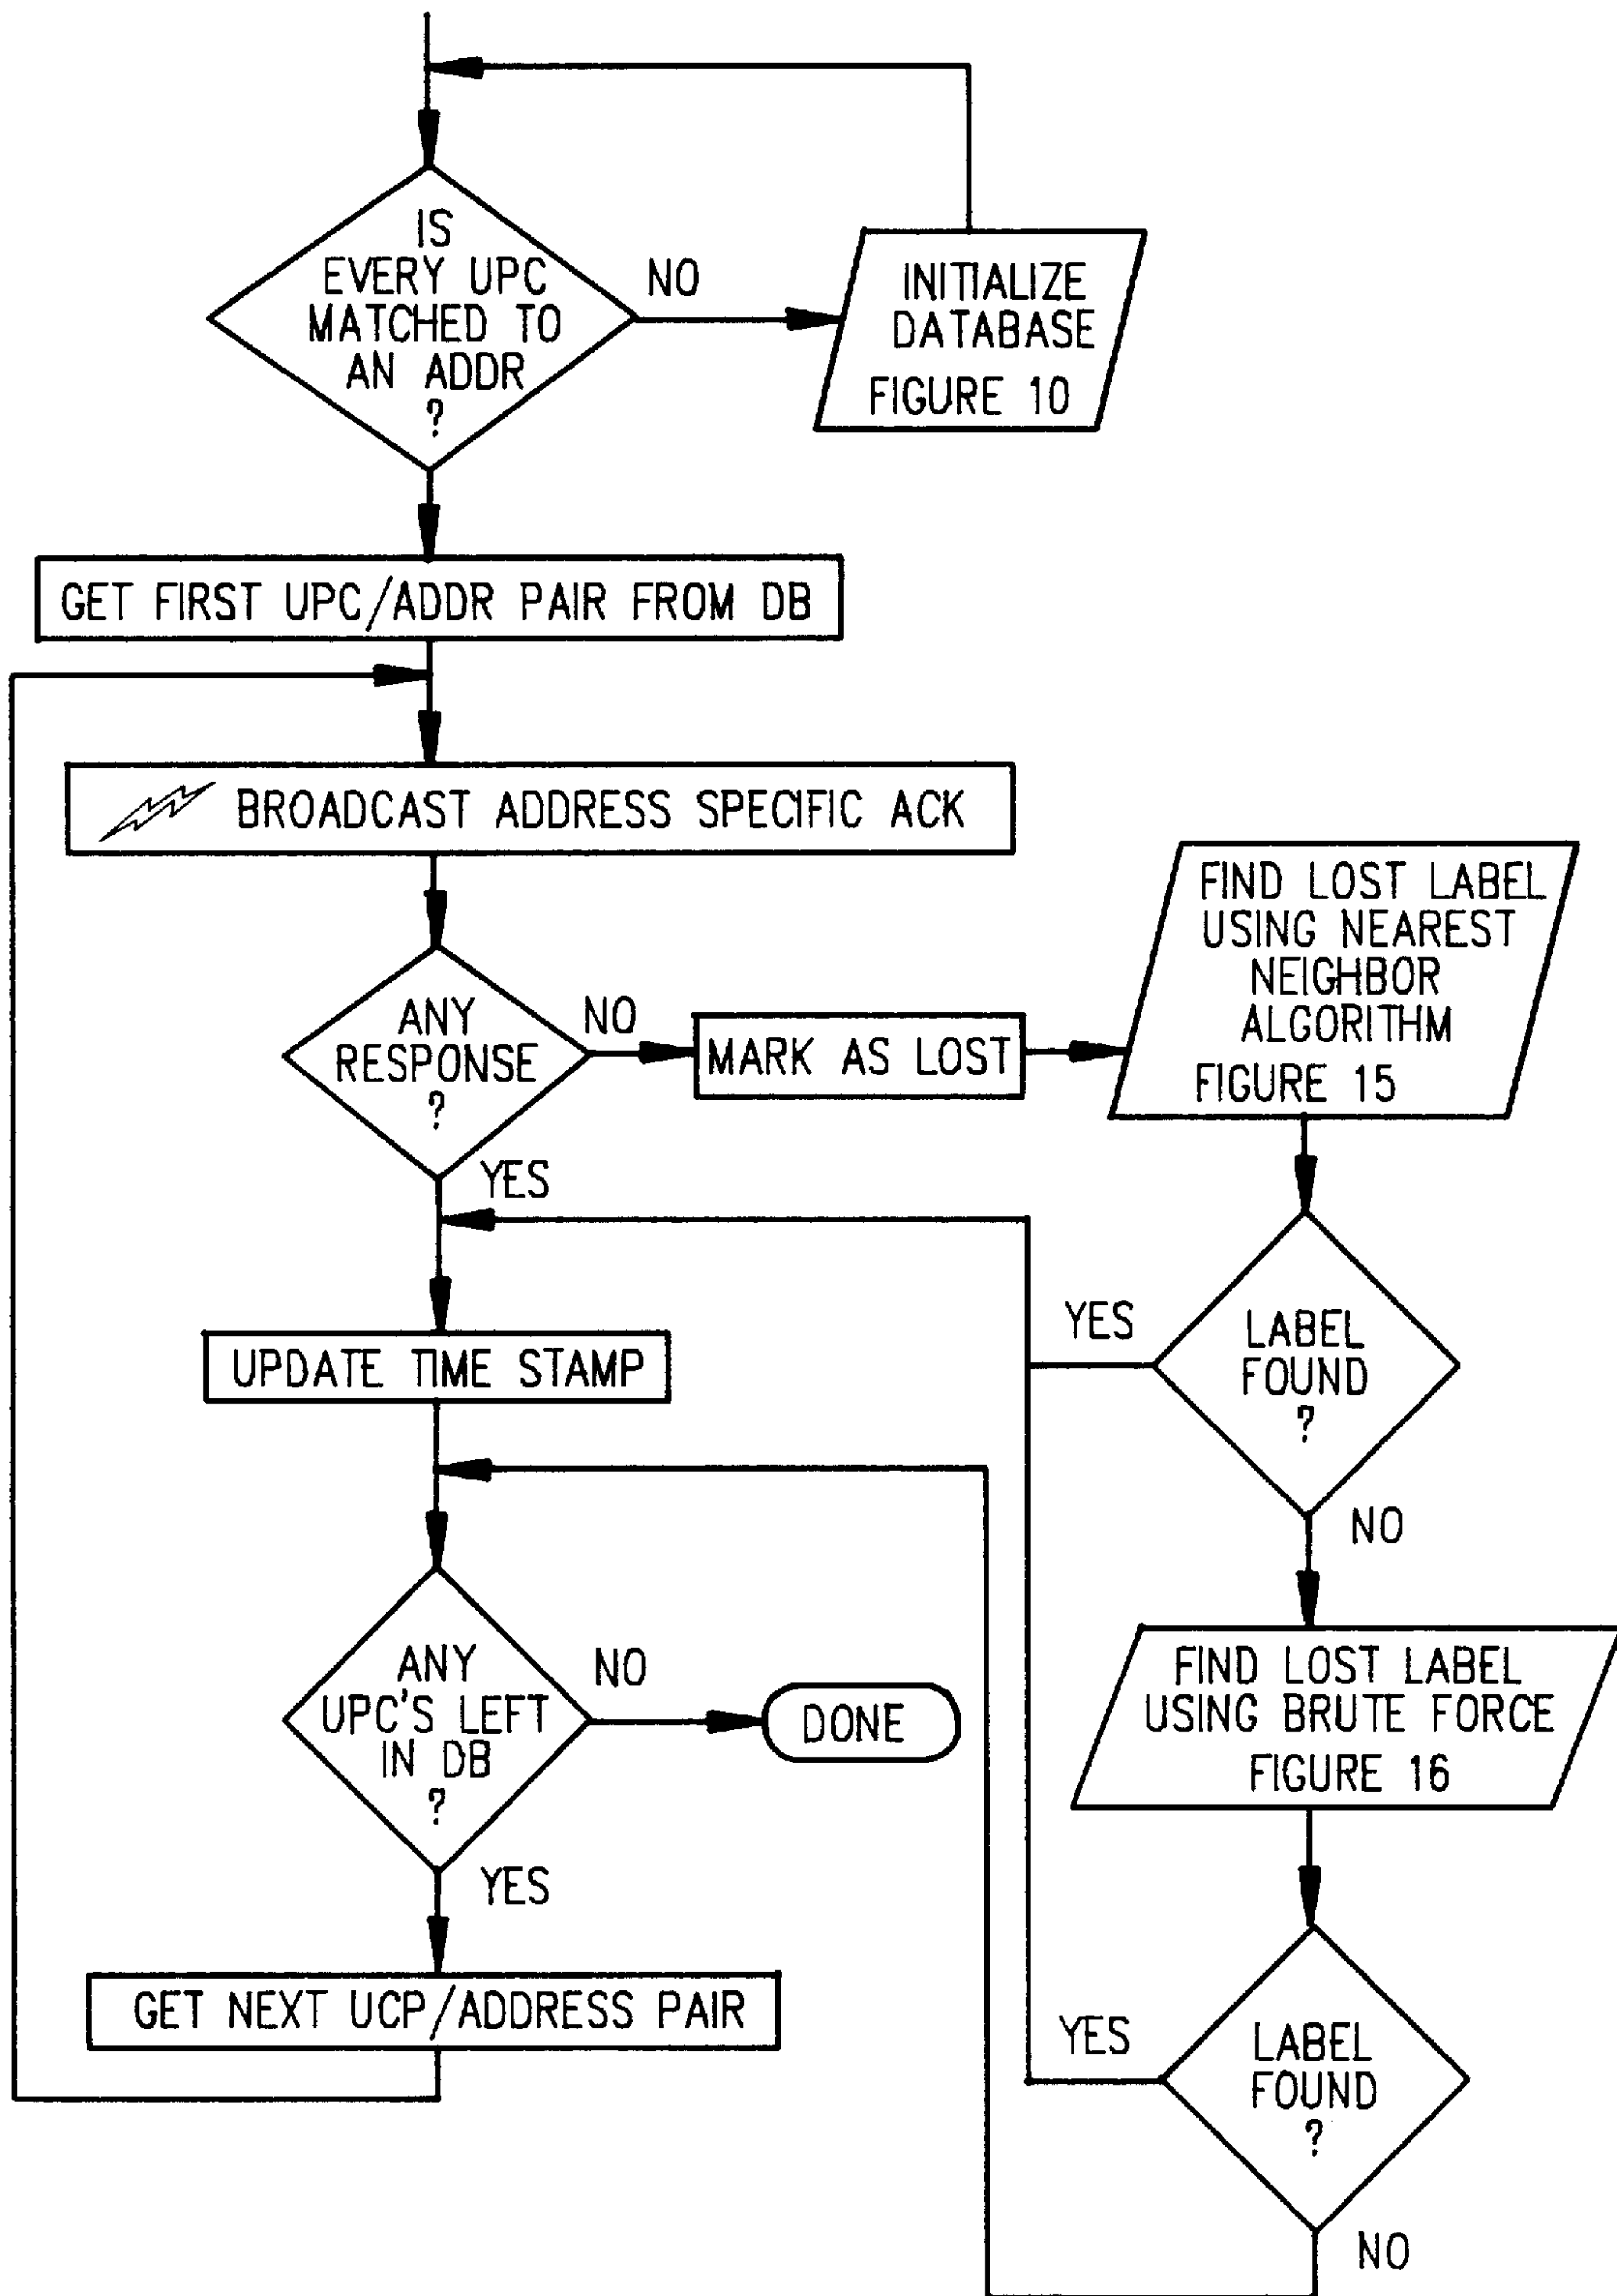 IS
EVERY UPC
MATCHED TO
AN ADDR
?
NO
INITIALIZE
DATABASE
FIGURE 10
GET FIRST UPC/ADDR PAIR FROM DB
BROADCAST ADDRESS SPECIFIC ACK
ANY
RESPONSE
?
NO
MARK AS LOST
FIND LOST LABEL
USING NEAREST
NEIGHBOR
ALGORITHM
FIGURE 15
YES
UPDATE TIME STAMP
YES
LABEL
FOUND
?
NO
ANY
UPC'S LEFT
IN DB
?
NO
DONE
FIND LOST LABEL
USING BRUTE FORCE
FIGURE 16
YES
GET NEXT UCP/ADDRESS PAIR
YES
LABEL
FOUND
?
NO